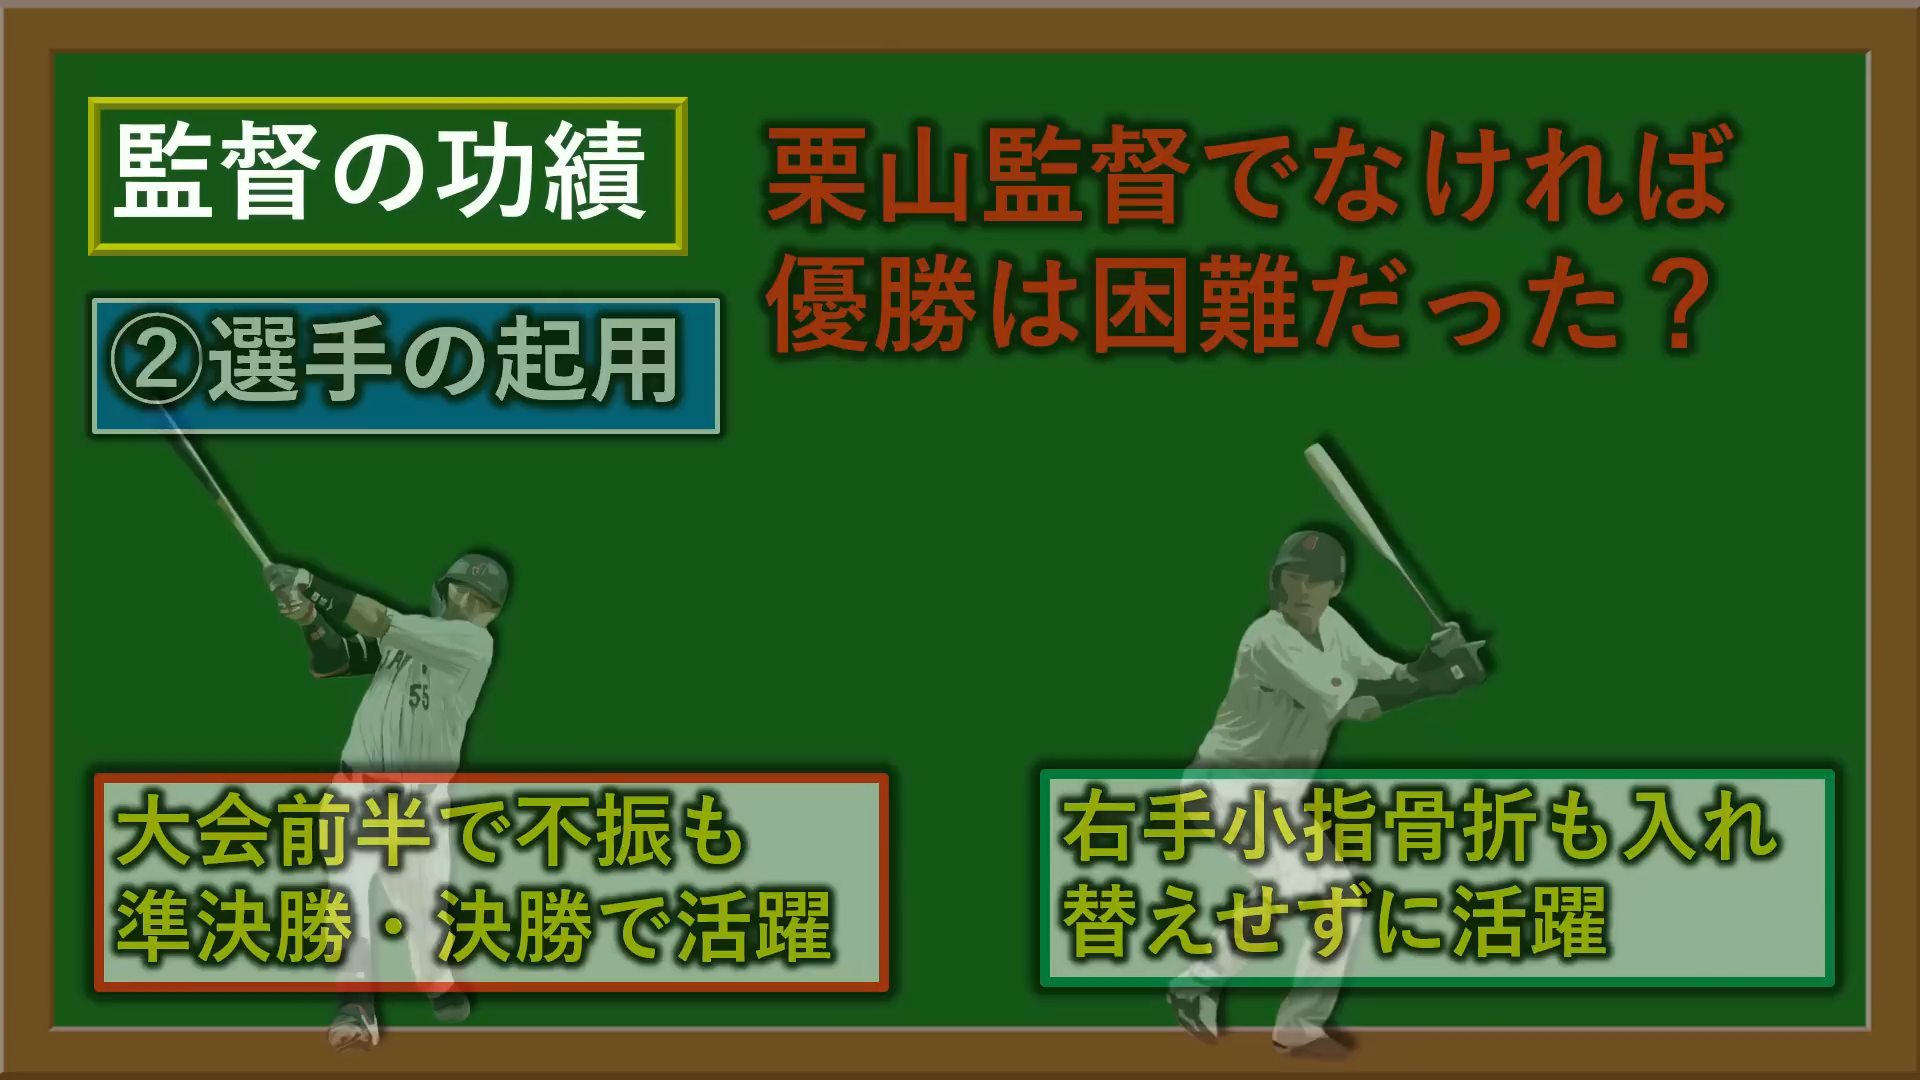 監督の功績
栗山監督でなければ
優勝は困難だった？
②選手の起用
55
大会前半で不振も
準決勝・決勝で活躍
右手小指骨折も入れ
替えせずに活躍